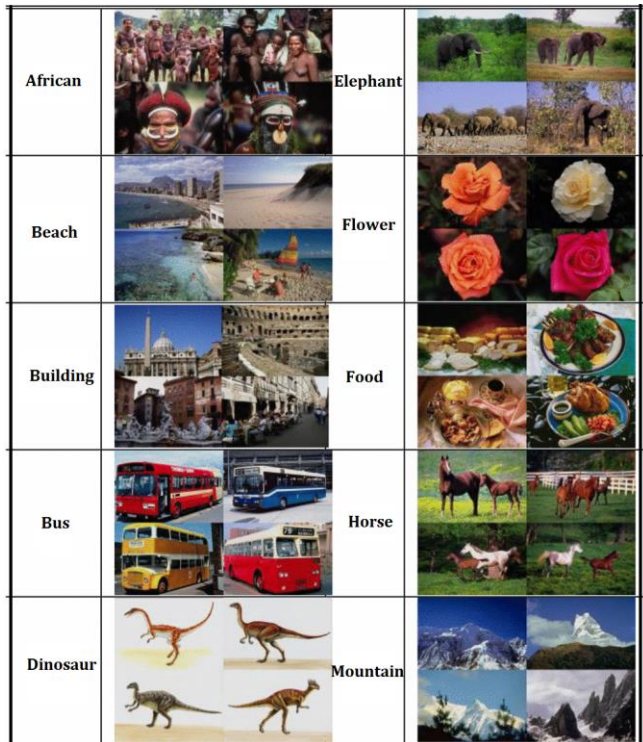 African
Elephant
Beach
Flower
Building
Food
Bus
Horse
Dinosaur
Mountain